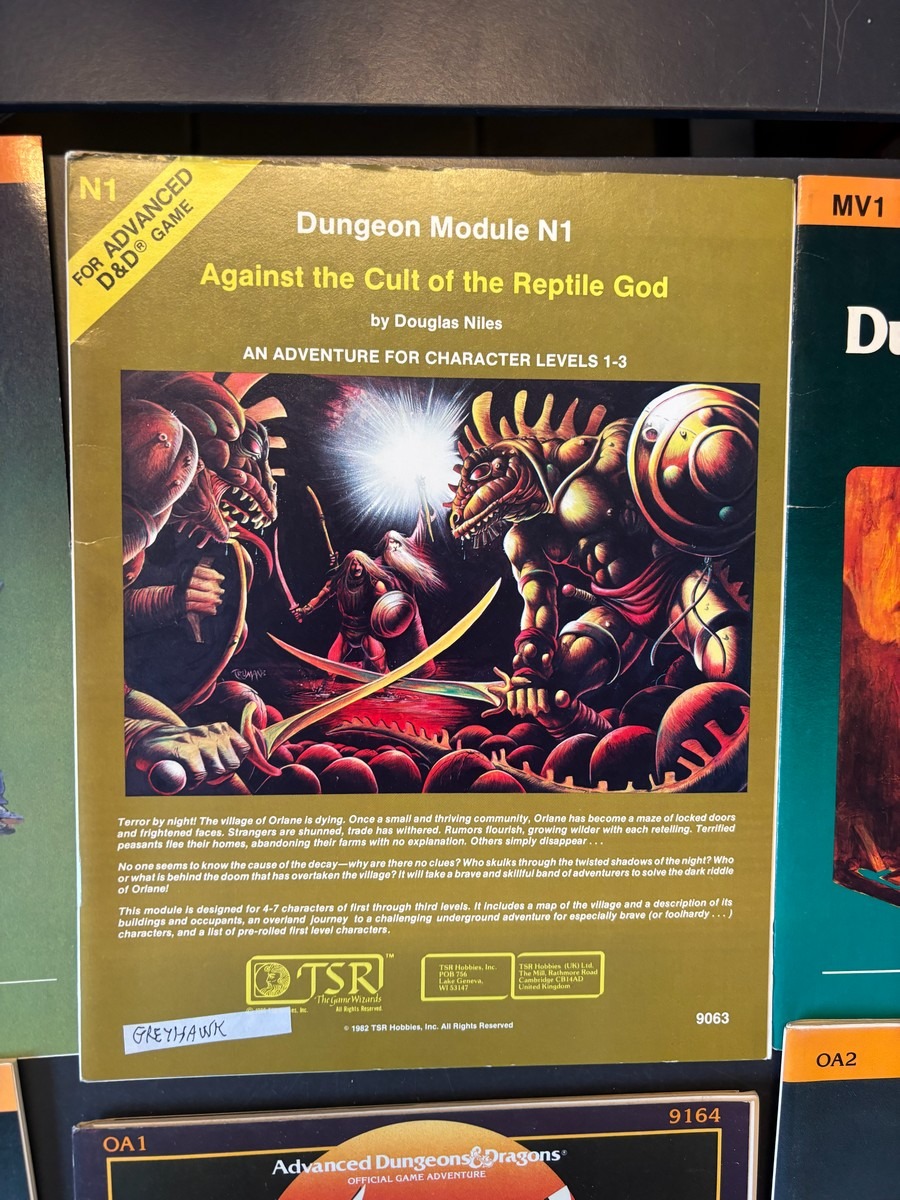 N1
FOR ADVANCED
D&D® GAME
Dungeon Module N1
Against the Cult of the Reptile God
by Douglas Niles
AN ADVENTURE FOR CHARACTER LEVELS 1-3
TRUMAN
Terror by night! The village of Orlane is dying. Once a small and thriving community, Orlane has become a maze of locked doors
and frightened faces. Strangers are shunned, trade has withered. Rumors flourish, growing wilder with each retelling. Terrified
peasants flee their homes, abandoning their farms with no explanation. Others simply disappear . . .
No one seems to know the cause of the decay—why are there no clues? Who skulks through the twisted shadows of the night? Who
or what is behind the doom that has overtaken the village? It will take a brave and skillful band of adventurers to solve the dark riddle
of Orlane!
This module is designed for 4-7 characters of first through third levels. It includes a map of the village and a description of its
buildings and occupants, an overland journey to a challenging underground adventure for especially brave (or foolhardy . . . )
characters, and a list of pre-rolled first level characters.
TSR™
The Game Wizards
All Rights Reserved
TSR Hobbies, Inc.
POB 756
Lake Geneva,
WI 53147
TSR Hobbies (UK) Ltd.
The Mill, Rathmore Road
Cambridge CB14AD
United Kingdom
GREYHAWK
© 1982 TSR Hobbies, Inc. All Rights Reserved
9063
MV1
Du
OA2
OA1
9164
Advanced Dungeons & Dragons®
OFFICIAL GAME ADVENTURE